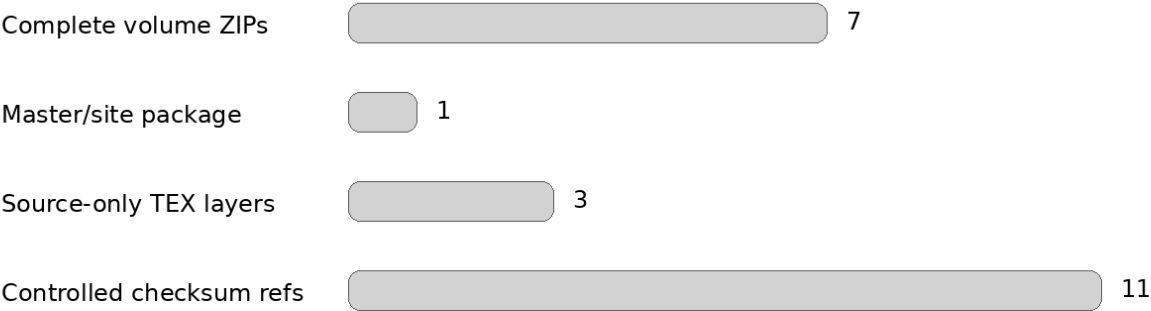 Complete volume ZIPs 7
Master/site package 1
Source-only TEX layers 3
Controlled checksum refs 11